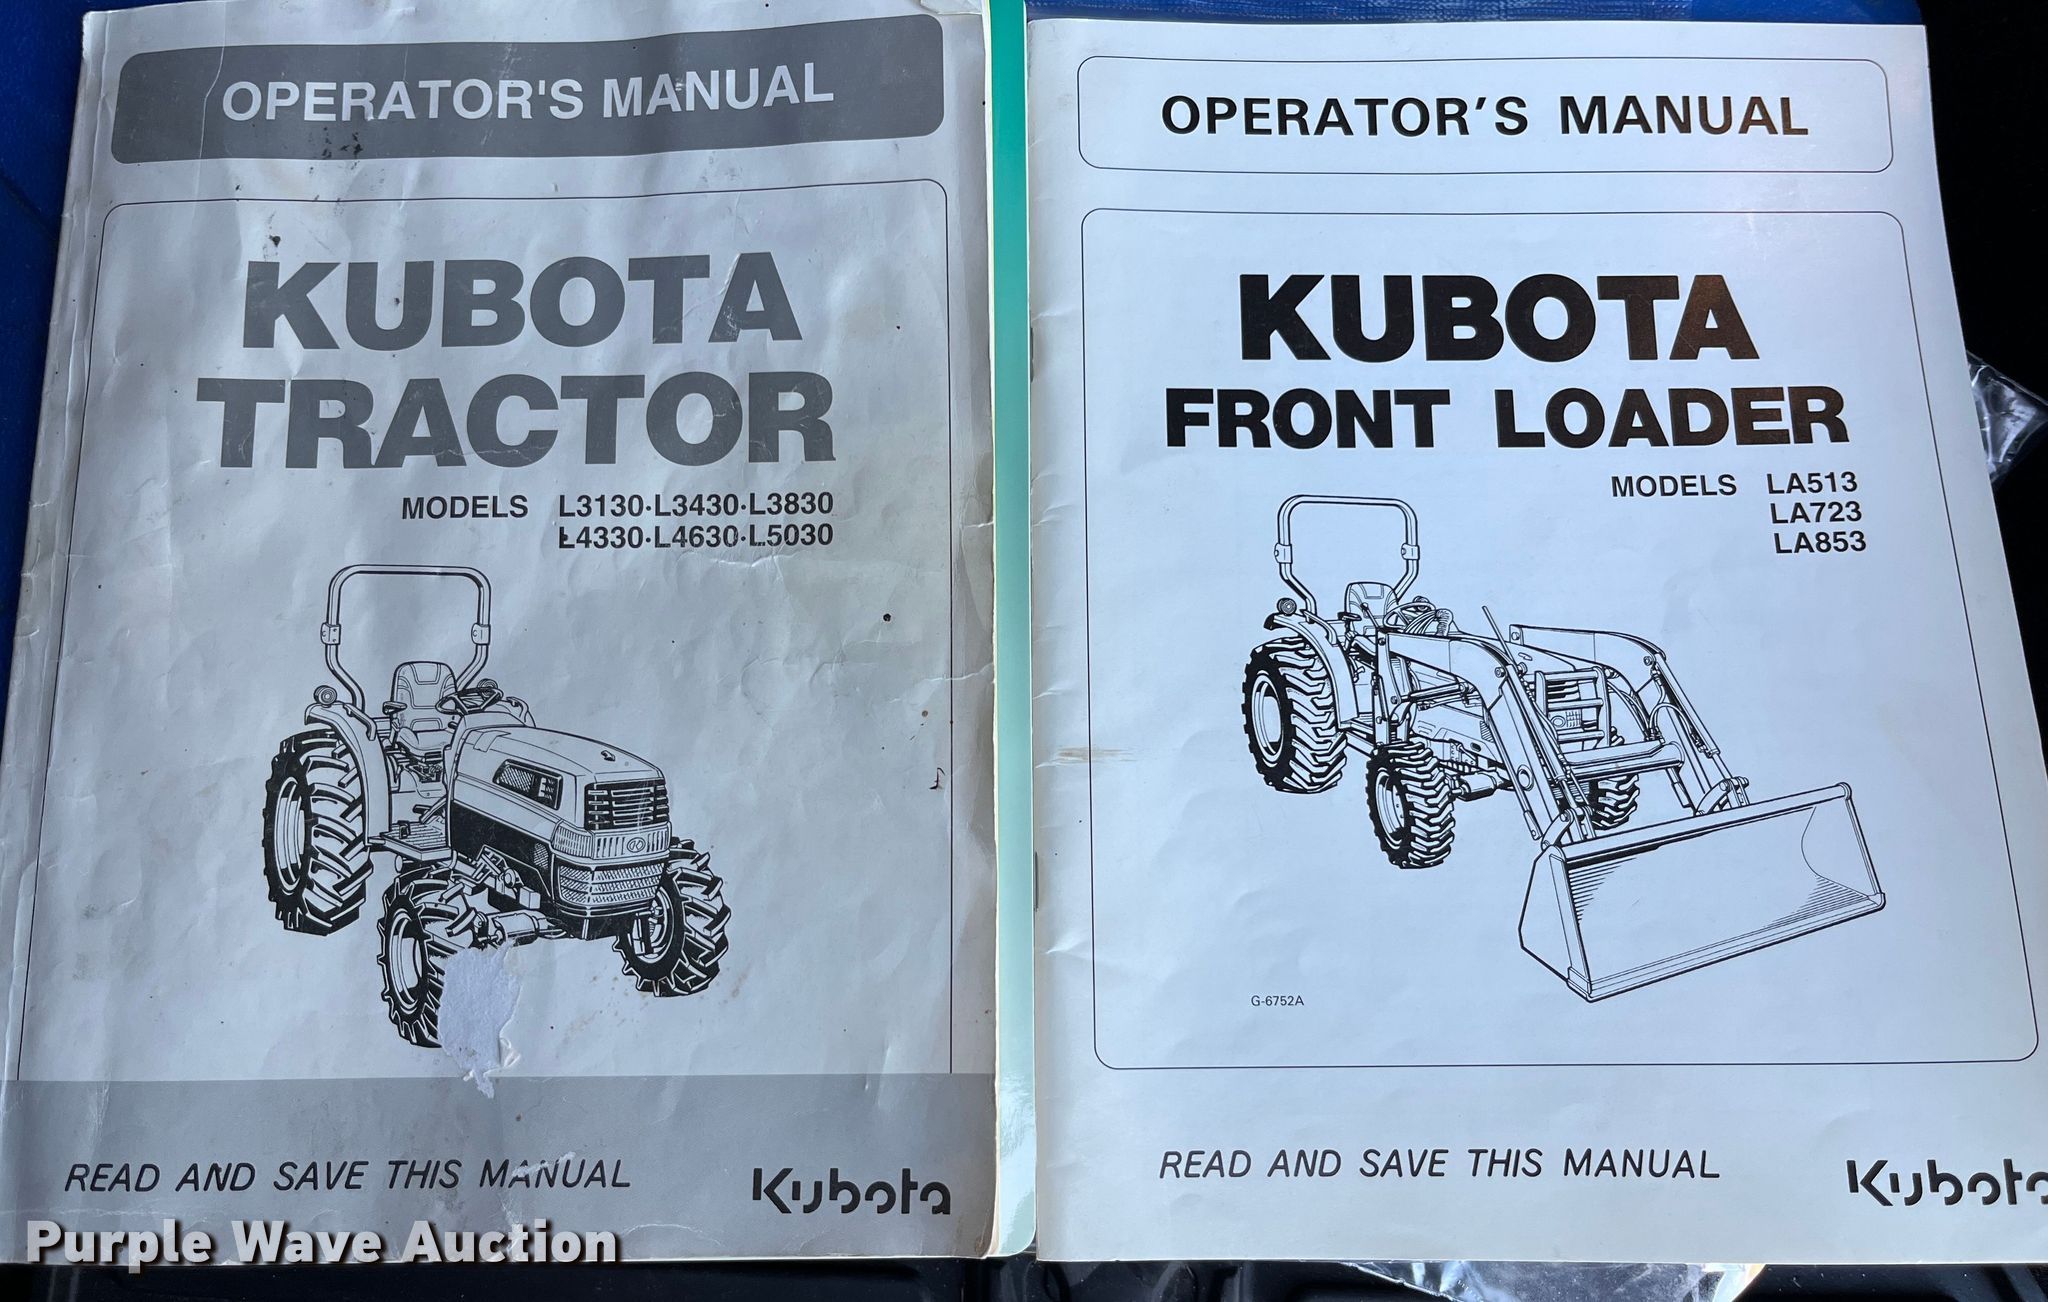 OPERATOR'S MANUAL
KUBOTA
TRACTOR
MODELS L3130·L3430·L3830
L4330·L4630·L5030
READ AND SAVE THIS MANUAL
Kubota
OPERATOR'S MANUAL
KUBOTA
FRONT LOADER
MODELS LA513
LA723
LA853
G-6752A
READ AND SAVE THIS MANUAL
Kubota
Purple Wave Auction